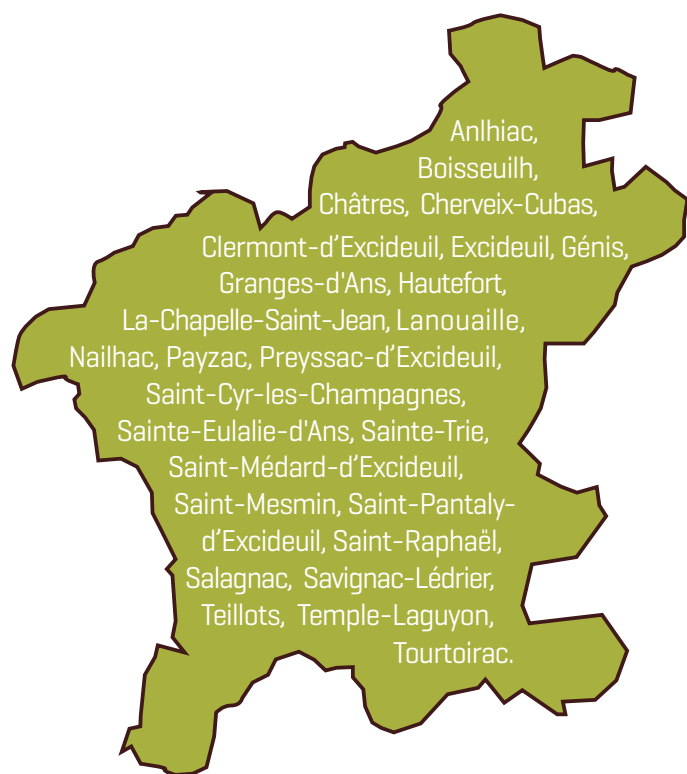 Anlhiac,
Boisseuilh,
Châtres, Cherveix-Cubas,
Clermont-d’Excideuil, Excideuil, Génis,
Granges-d'Ans, Hautefort,
La-Chapelle-Saint-Jean, Lanouaille,
Nailhac, Payzac, Preyssac-d’Excideuil,
Saint-Cyr-les-Champagnes,
Sainte-Eulalie-d'Ans, Sainte-Trie,
Saint-Médard-d’Excideuil,
Saint-Mesmin, Saint-Pantaly-
d’Excideuil, Saint-Raphaël,
Salagnac, Savignac-Lédrier,
Teillots, Temple-Laguyon,
Tourtoirac.